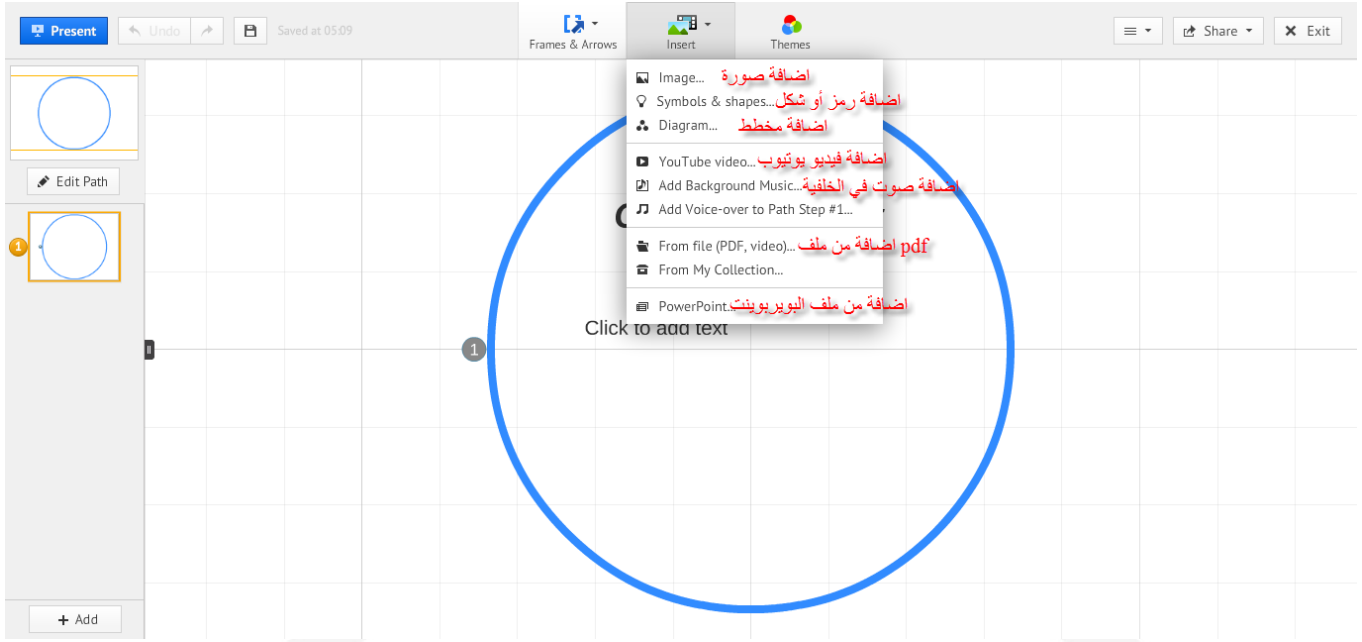 Present
Undo
Saved at 05:09
Frames & Arrows
Insert
Themes
Share
Exit
Edit Path
1
Add
Image... اضافة صورة
Symbols & shapes... اضافة رمز أو شكل
Diagram... اضافة مخطط
YouTube video... اضافة فيديو يوتيوب
Add Background Music... اضافة صوت في الخلفية
Add Voice-over to Path Step #1...
From file (PDF, video)... اضافة من ملف pdf
From My Collection...
PowerPoint... اضافة من ملف البويربوينت
Click to add text
1